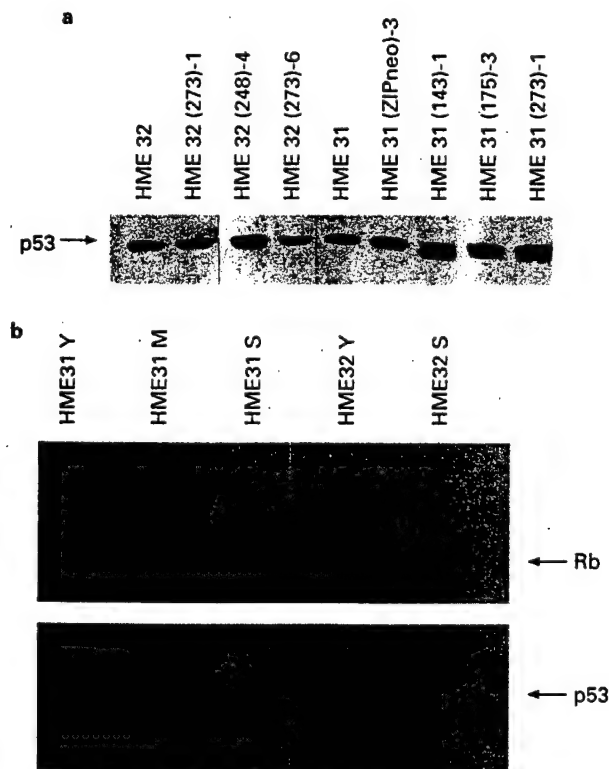 a
HME 32
HME 32 (273)-1
HME 32 (248)-4
HME 32 (273)-6
HME 31
HME 31 (ZIPneo)-3
HME 31 (143)-1
HME 31 (175)-3
HME 31 (273)-1
p53
b
HME31 Y
HME31 M
HME31 S
HME32 Y
HME32 S
Rb
p53